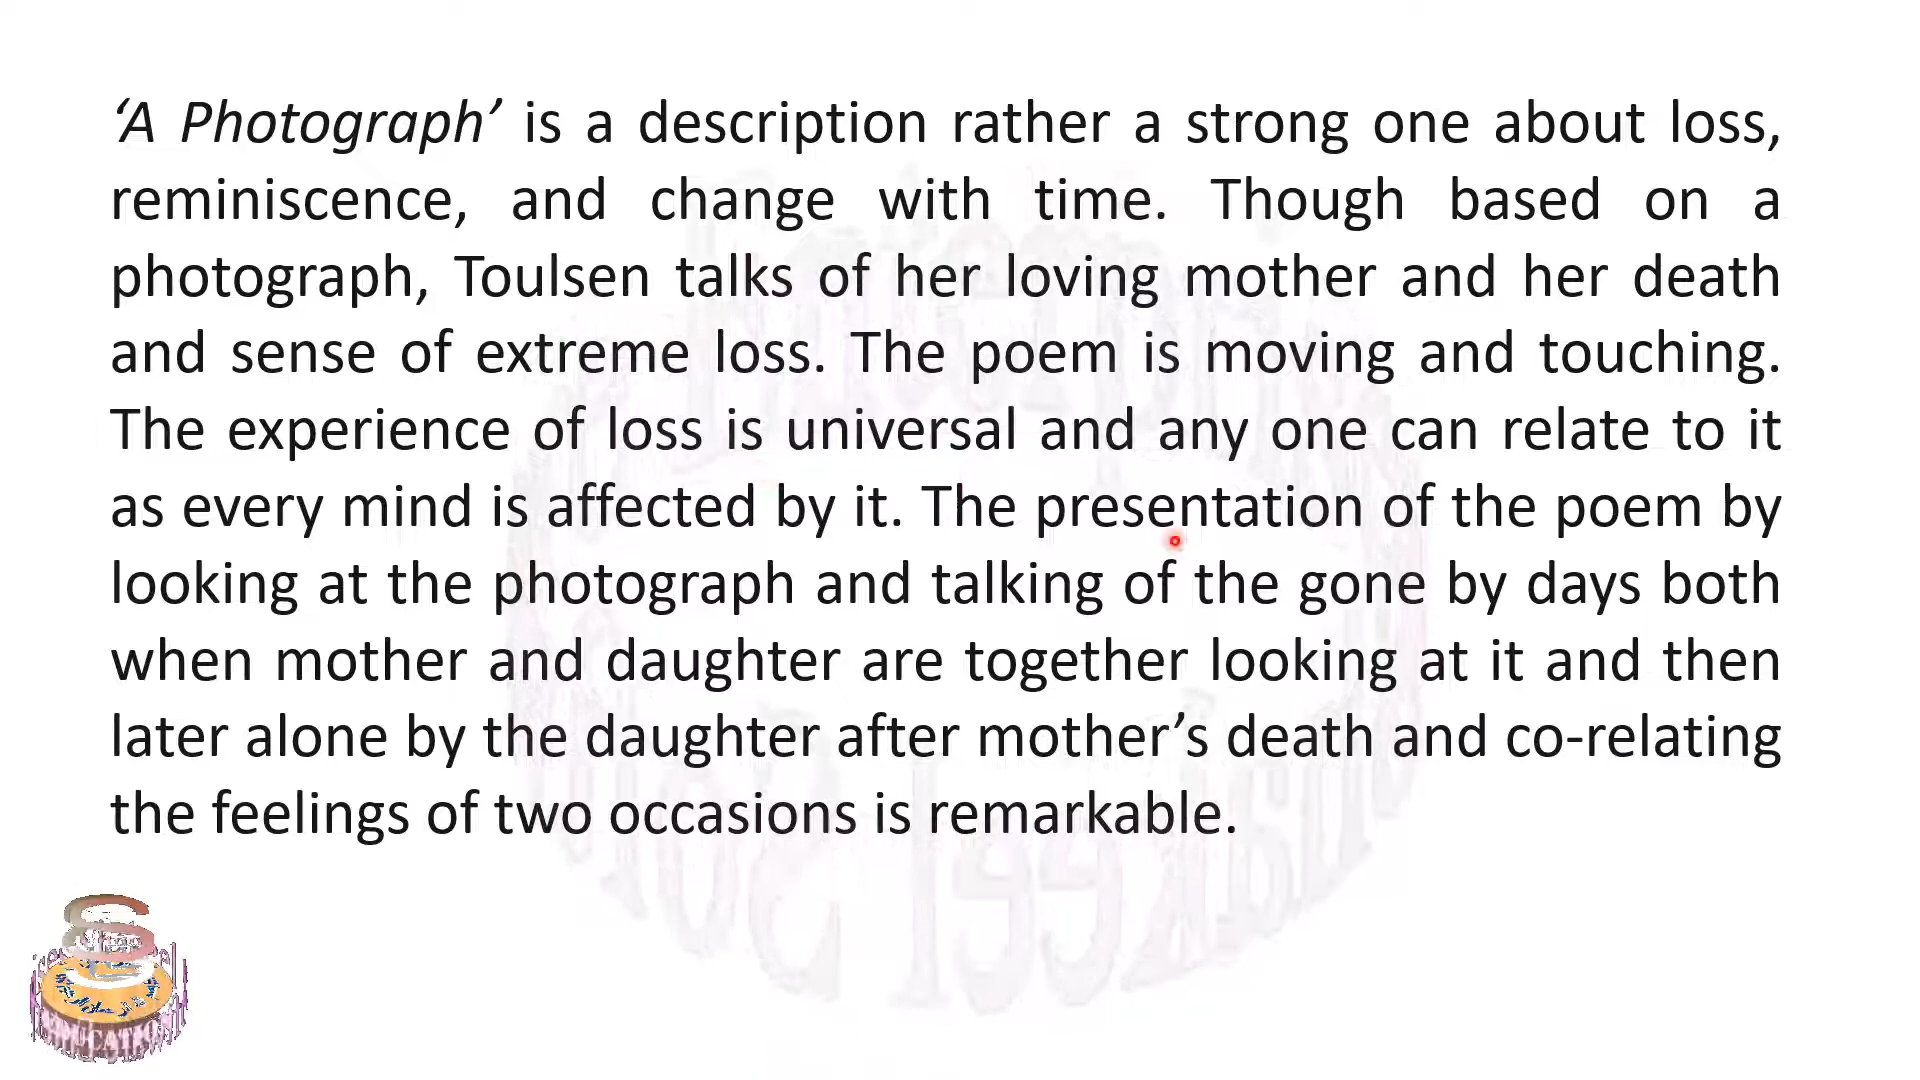 ‘A Photograph’ is a description rather a strong one about loss,
reminiscence, and change with time. Though based on a
photograph, Toulsen talks of her loving mother and her death
and sense of extreme loss. The poem is moving and touching.
The experience of loss is universal and any one can relate to it
as every mind is affected by it. The presentation of the poem by
looking at the photograph and talking of the gone by days both
when mother and daughter are together looking at it and then
later alone by the daughter after mother’s death and co-relating
the feelings of two occasions is remarkable.